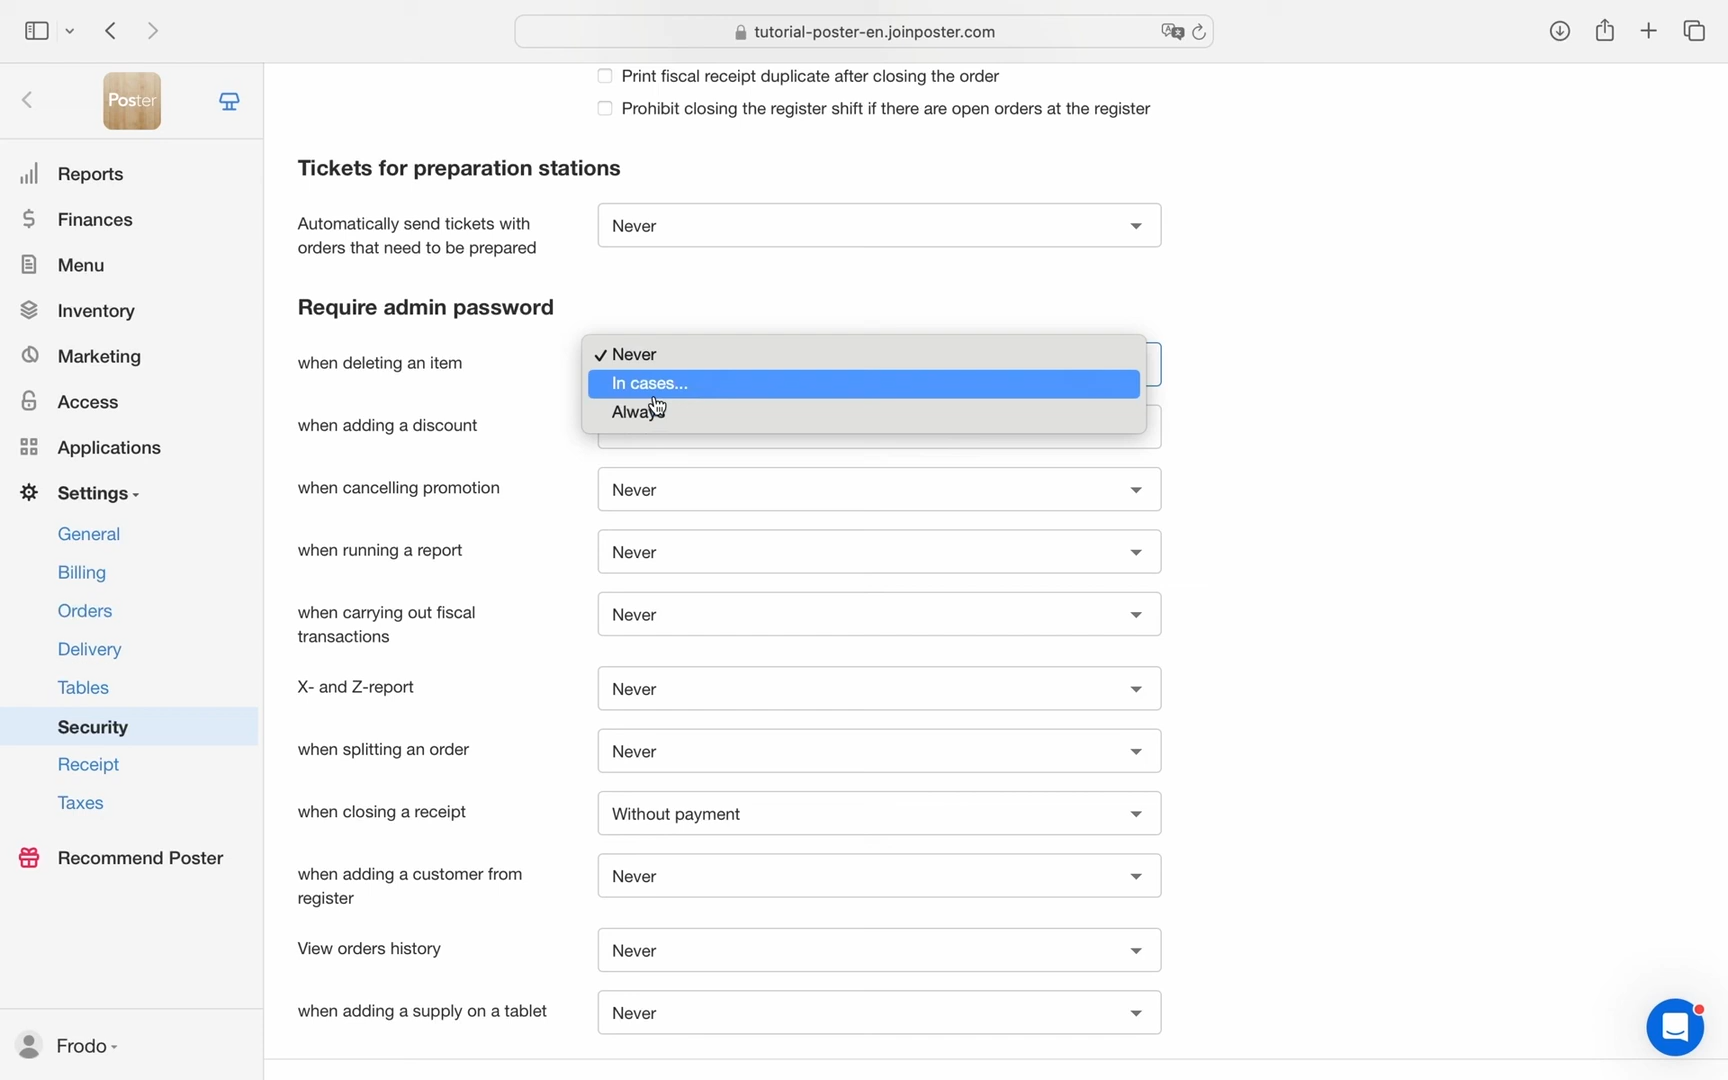 tutorial-poster-en.joinposter.com
Poster
Reports
Finances
Menu
Inventory
Marketing
Access
Applications
Settings
General
Billing
Orders
Delivery
Tables
Security
Receipt
Taxes
Recommend Poster
Frodo
Print fiscal receipt duplicate after closing the order
Prohibit closing the register shift if there are open orders at the register
Tickets for preparation stations
Automatically send tickets with
orders that need to be prepared
Never
Require admin password
when deleting an item
✓ Never
In cases...
Always
when adding a discount
when cancelling promotion
Never
when running a report
Never
when carrying out fiscal
transactions
Never
X- and Z-report
Never
when splitting an order
Never
when closing a receipt
Without payment
when adding a customer from
register
Never
View orders history
Never
when adding a supply on a tablet
Never